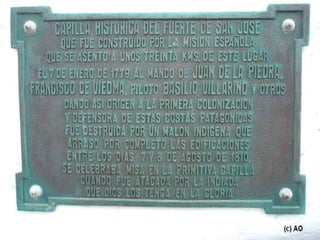 CAPILLA HISTORICA DEL FUERTE DE SAN JOSE
QUE FUE CONSTRUIDO POR LA MISION ESPAÑOLA
QUE SE ASENTO A UNOS TREINTA KMS. DE ESTE LUGAR
EL 7 DE ENERO DE 1779, AL MANDO DE JUAN DE LA PIEDRA,
FRANCISCO DE VIEDMA, PILOTO BASILIO VILLARINO Y OTROS
DANDO ASI ORIGEN A LA PRIMERA COLONIZACION
Y DEFENSURA DE ESTAS COSTAS PATAGONICAS
FUE DESTRUIDA POR UN MALON INDIGENA QUE
ARRASO POR COMPLETO LAS EDIFICACIONES
ENTRE LOS DIAS 7 Y 8 DE AGOSTO DE 1810,
SE CELEBRABA MISA EN LA PRIMITIVA CAPILLA
CUANDO FUE ATACADA POR LA INDIADA
QUE DIOS LOS TENGA EN LA GLORIA
(c) AO